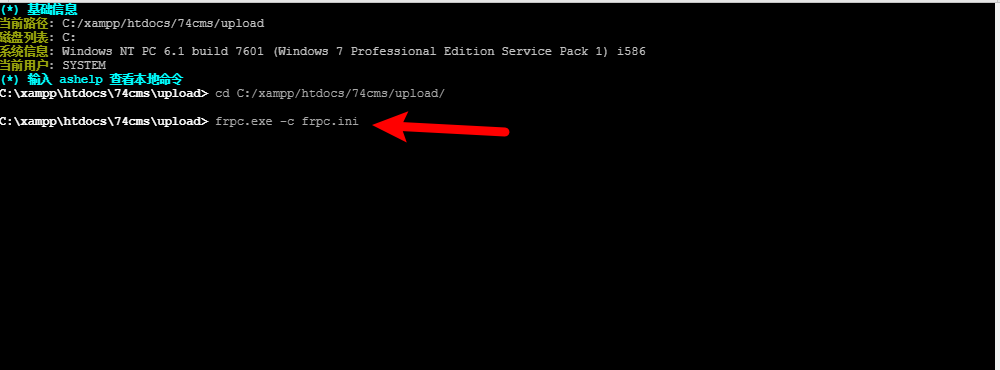 (*) 基础信息
当前路径: C:/xampp/htdocs/74cms/upload
磁盘列表: C:
系统信息: Windows NT PC 6.1 build 7601 (Windows 7 Professional Edition Service Pack 1) i586
当前用户: SYSTEM
(*) 输入 ashelp 查看本地命令
C:\xampp\htdocs\74cms\upload> cd C:/xampp/htdocs/74cms/upload/
C:\xampp\htdocs\74cms\upload> frpc.exe -c frpc.ini